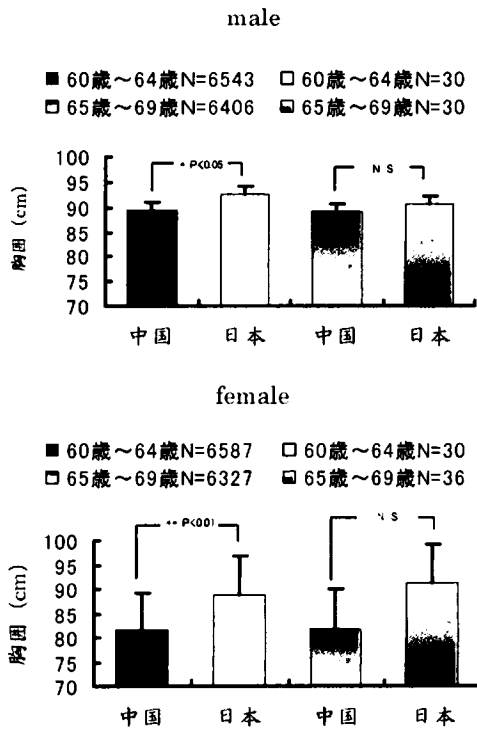 male
■ 60歳～64歳N=6543 □ 60歳～64歳N=30
65歳～69歳N=6406 65歳～69歳N=30
胸囲 (cm)
100
95
90
85
80
75
70
* P<0.05
N S
中国 日本 中国 日本
female
■ 60歳～64歳N=6587 □ 60歳～64歳N=30
65歳～69歳N=6327 65歳～69歳N=36
胸囲 (cm)
100
95
90
85
80
75
70
** P<0.01
N S
中国 日本 中国 日本